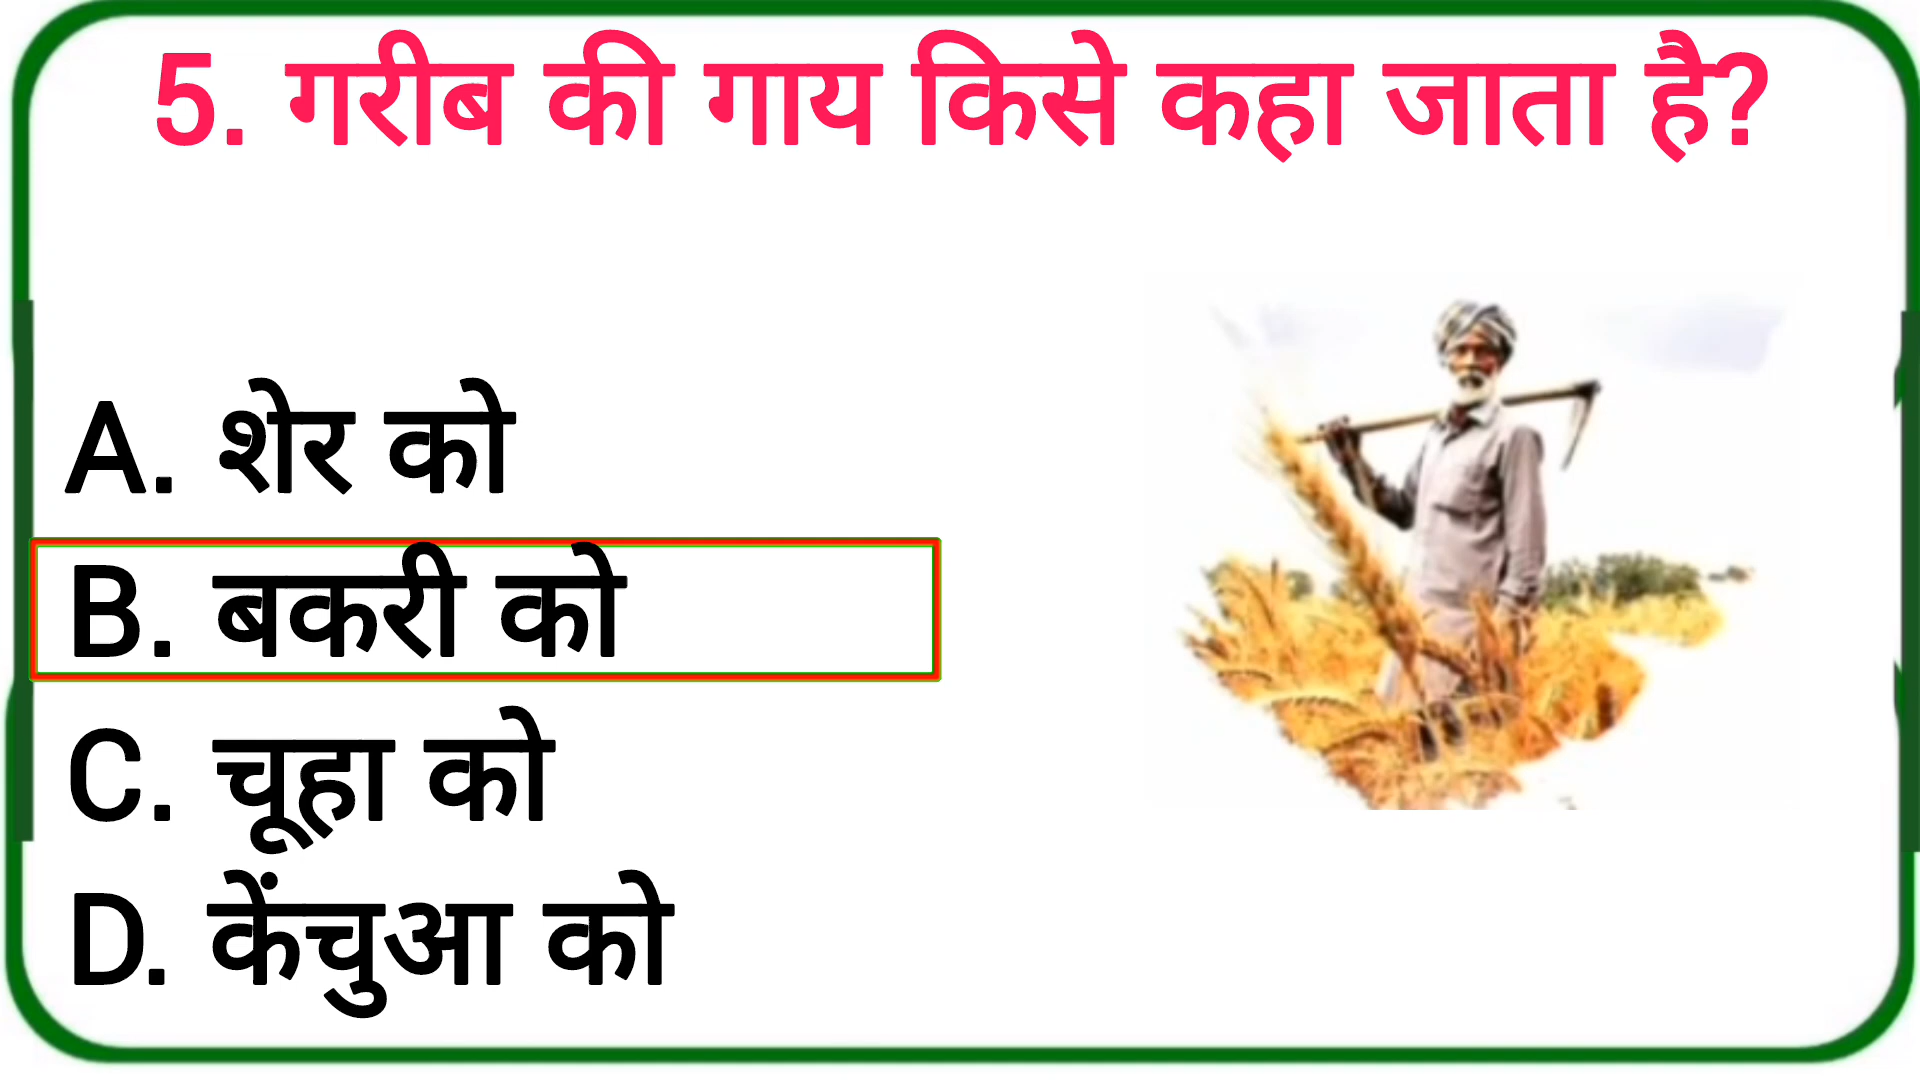 5. गरीब की गाय किसे कहा जाता है?
A. शेर को
B. बकरी को
C. चूहा को
D. केंचुआ को